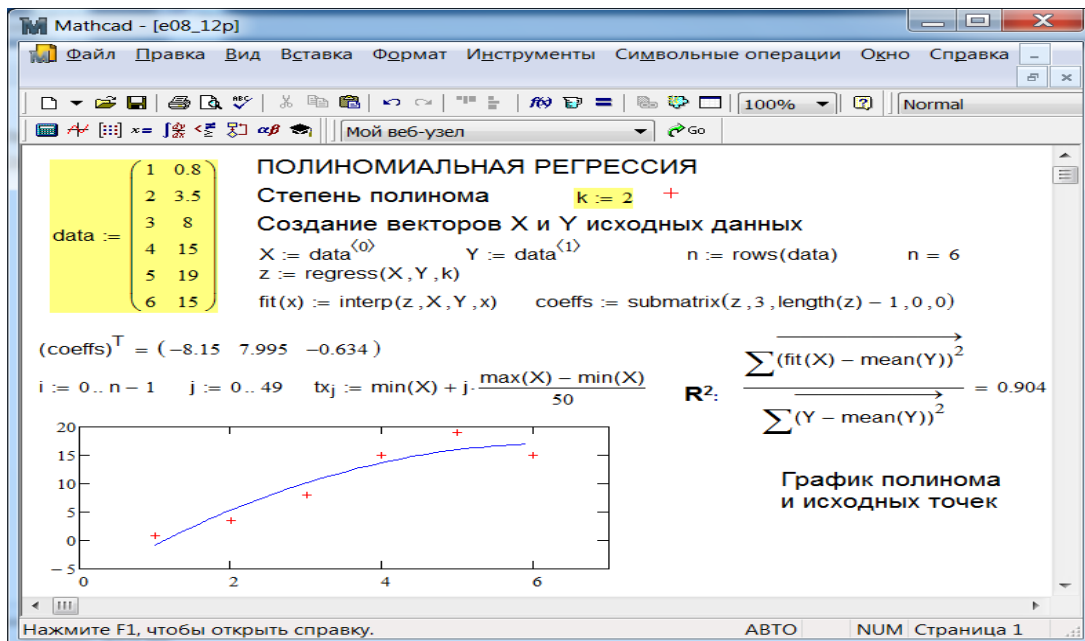 Mathcad - [e08_12p]
Файл Правка Вид Вставка Формат Инструменты Символьные операции Окно Справка
100% Normal
Мой веб-узел Go
ПОЛИНОМИАЛЬНАЯ РЕГРЕССИЯ
Степень полинома k := 2
Создание векторов X и Y исходных данных
data :=
1 0.8
2 3.5
3 8
4 15
5 19
6 15
X := data⟨0⟩ Y := data⟨1⟩ n := rows(data) n = 6
z := regress(X,Y,k)
fit(x) := interp(z,X,Y,x) coeffs := submatrix(z,3,length(z) − 1,0,0)
(coeffs)ᵀ = (−8.15 7.995 −0.634)
i := 0.. n − 1 j := 0.. 49 txⱼ := min(X) + j· (max(X) − min(X)) / 50
R²: ∑(fit(X) − mean(Y))² / ∑(Y − mean(Y))² = 0.904
20
15
10
5
0
−5
0 2 4 6
График полинома
и исходных точек
Нажмите F1, чтобы открыть справку. АВТО NUM Страница 1